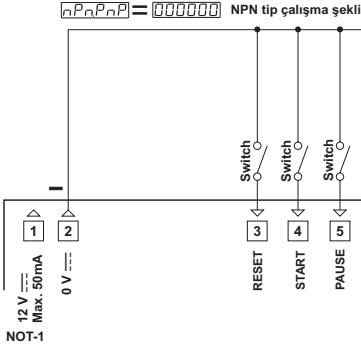 nPnPnP = 000000 NPN tip çalışma şekli
Switch
Switch
Switch
1
2
3
4
5
12 V
Max. 50mA
0 V
RESET
START
PAUSE
NOT-1